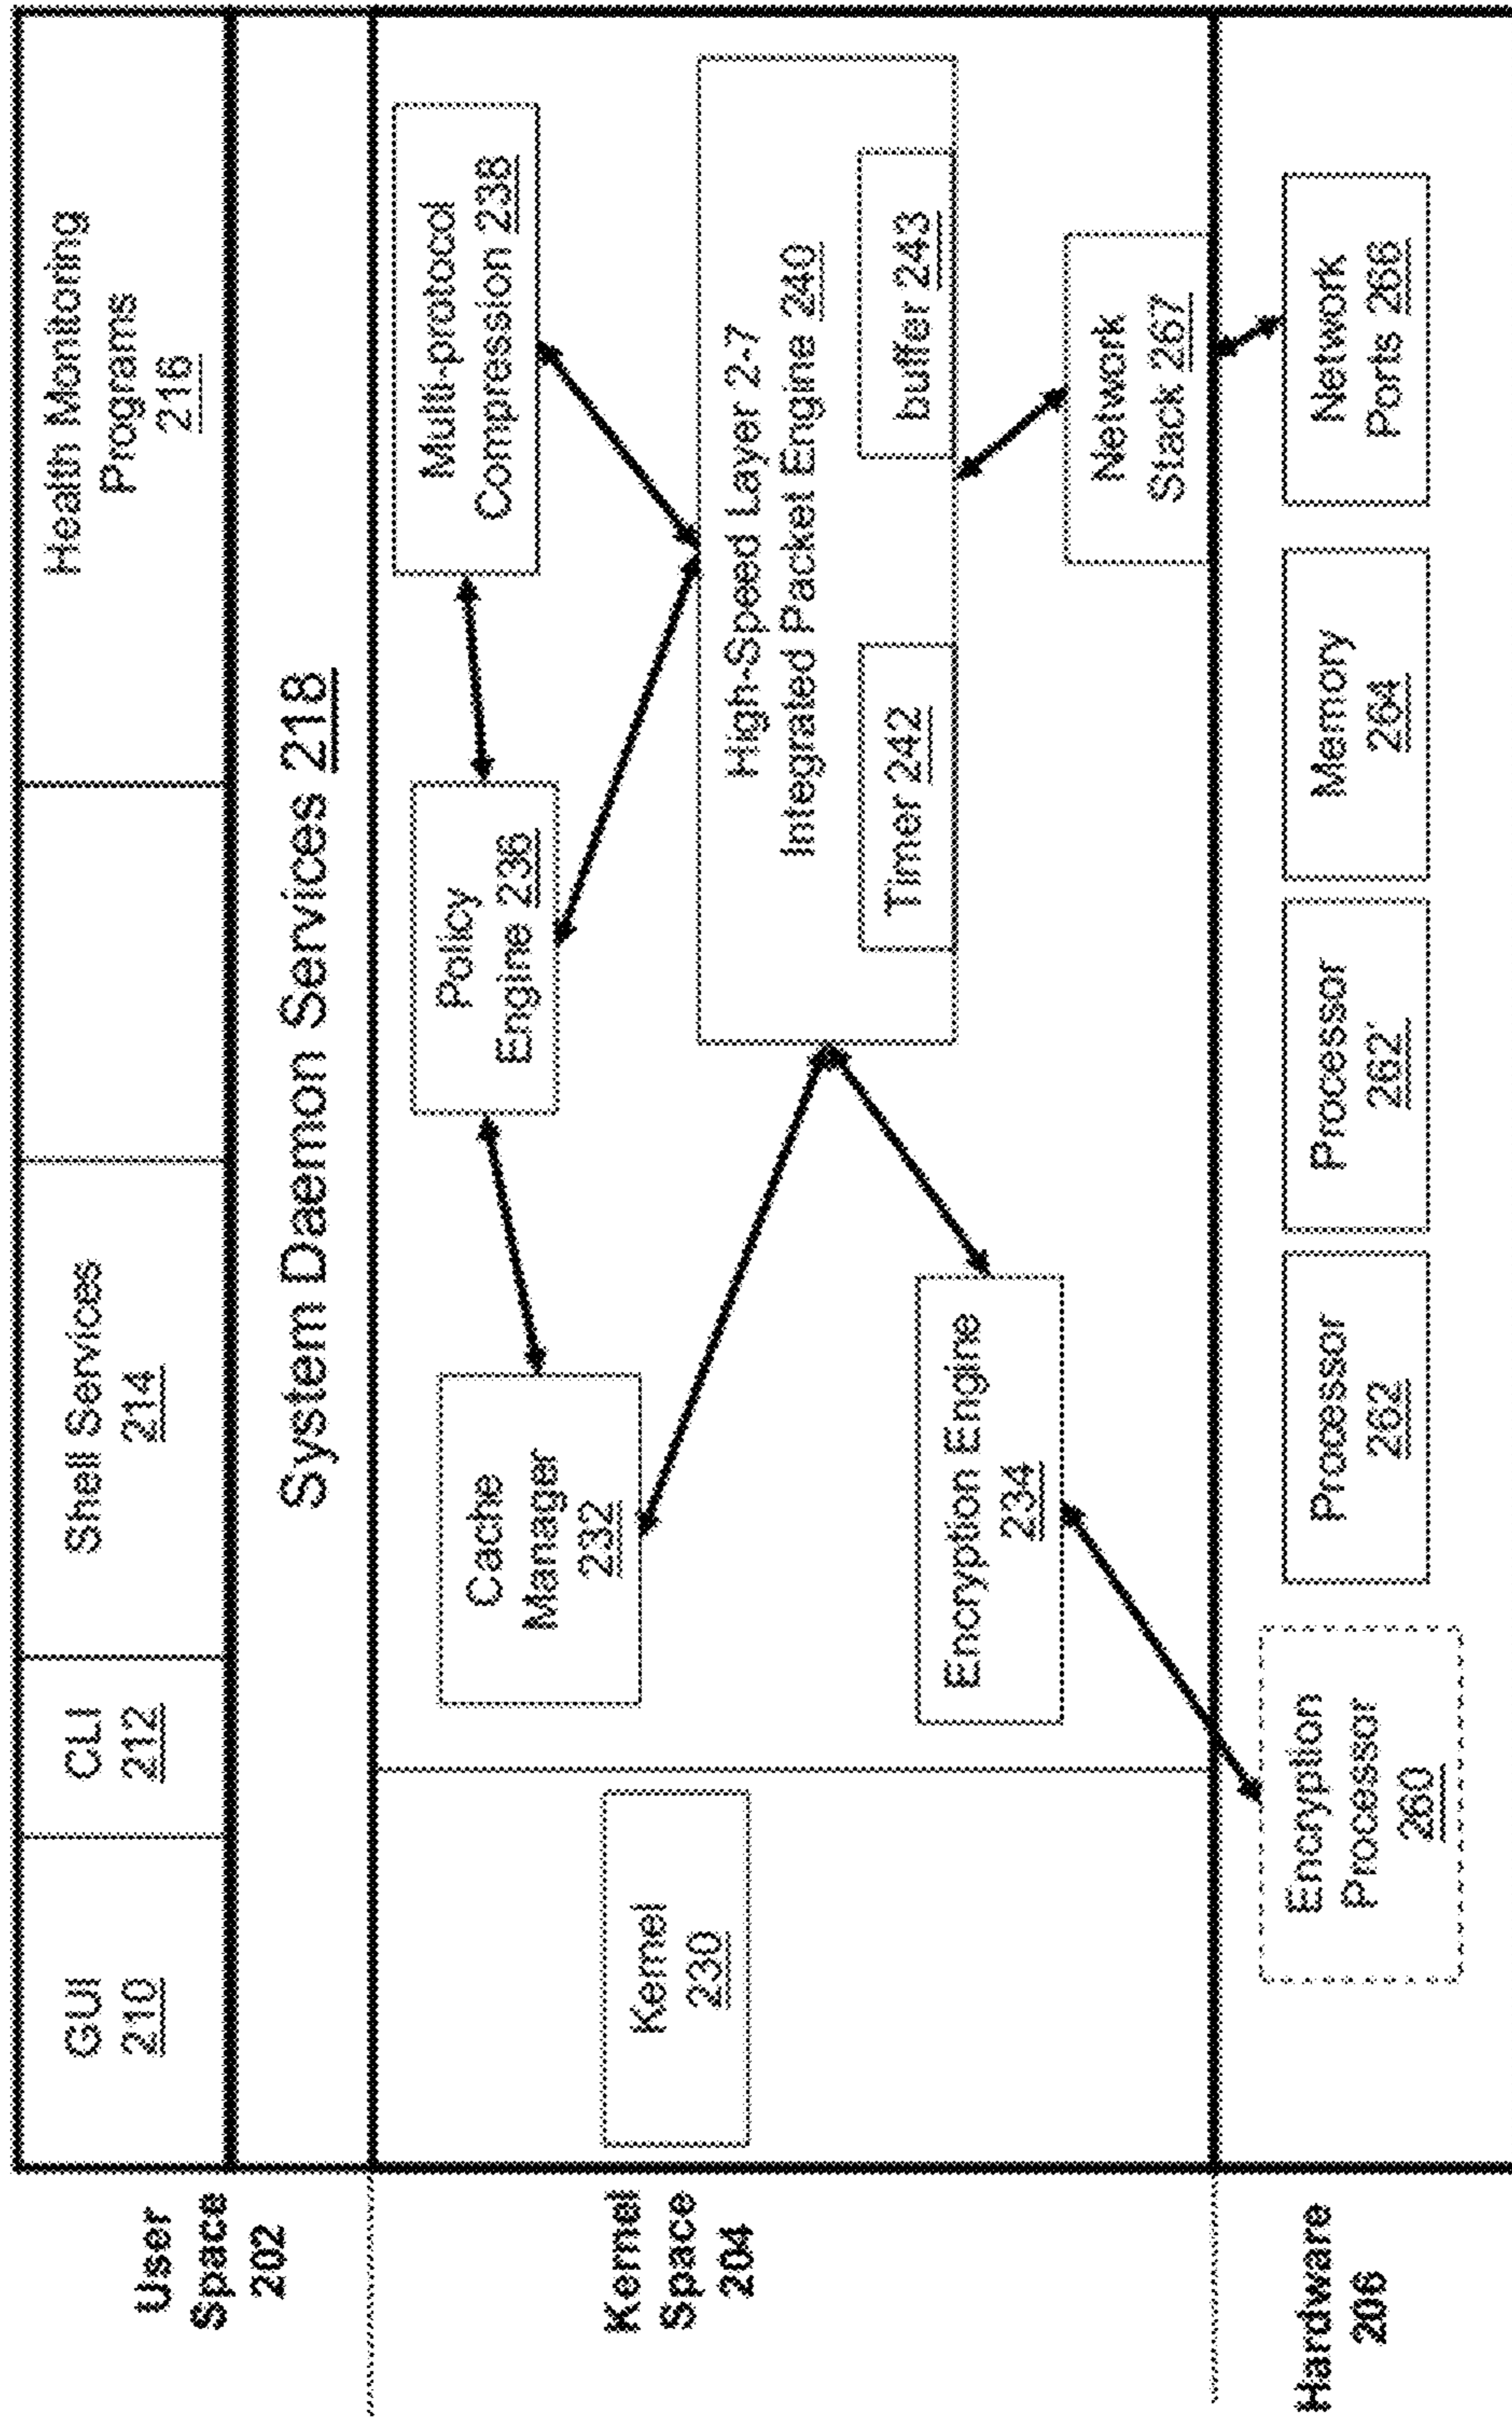 User
Space
202
GUI
210
CLI
212
Shell Services
214
Health Monitoring
Programs
216
System Daemon Services 218
Kernel
Space
204
Kernel
230
Cache
Manager
232
Policy
Engine 236
Multi-protocol
Compression 238
High-Speed Layer 2-7
Integrated Packet Engine 240
Timer 242
buffer 243
Encryption Engine
234
Network
Stack 267
Hardware
206
Encryption
Processor
260
Processor
262
Processor
262'
Memory
264
Network
Ports 266